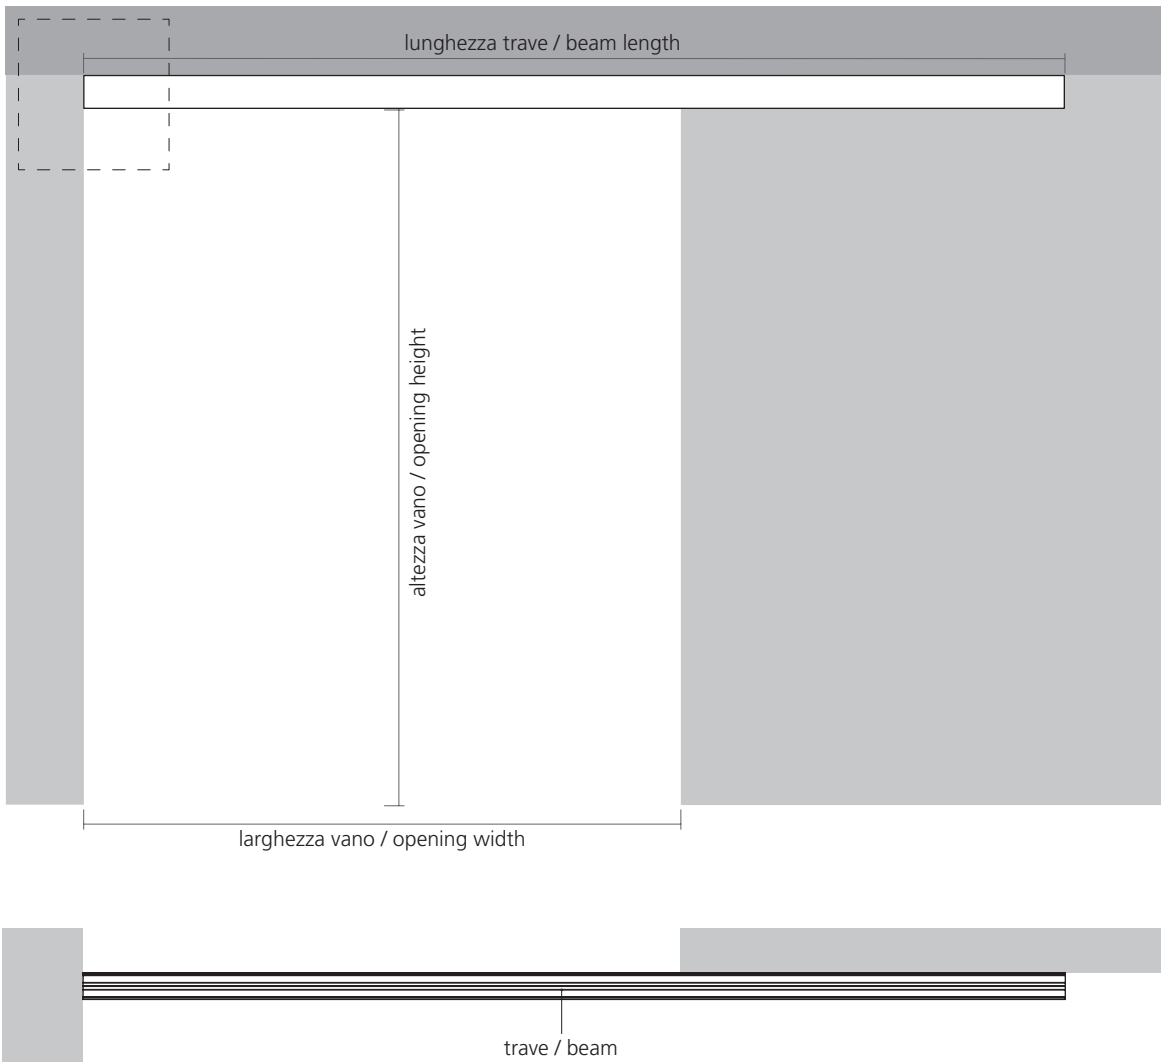 lunghezza trave / beam length
altezza vano / opening height
larghezza vano / opening width
trave / beam